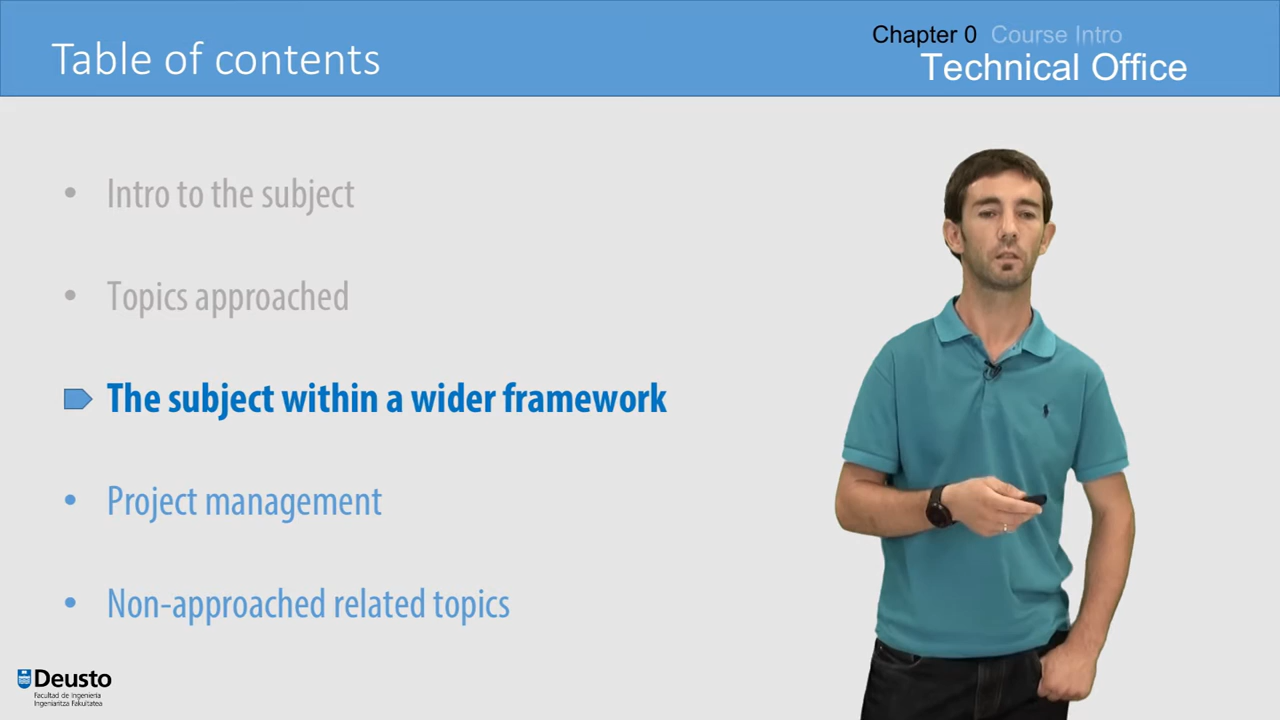 Table of contents
Chapter 0 Course Intro
Technical Office
• Intro to the subject
• Topics approached
The subject within a wider framework
• Project management
• Non-approached related topics
Deusto
Facultad de Ingeniería
Ingeniaritza Fakultatea